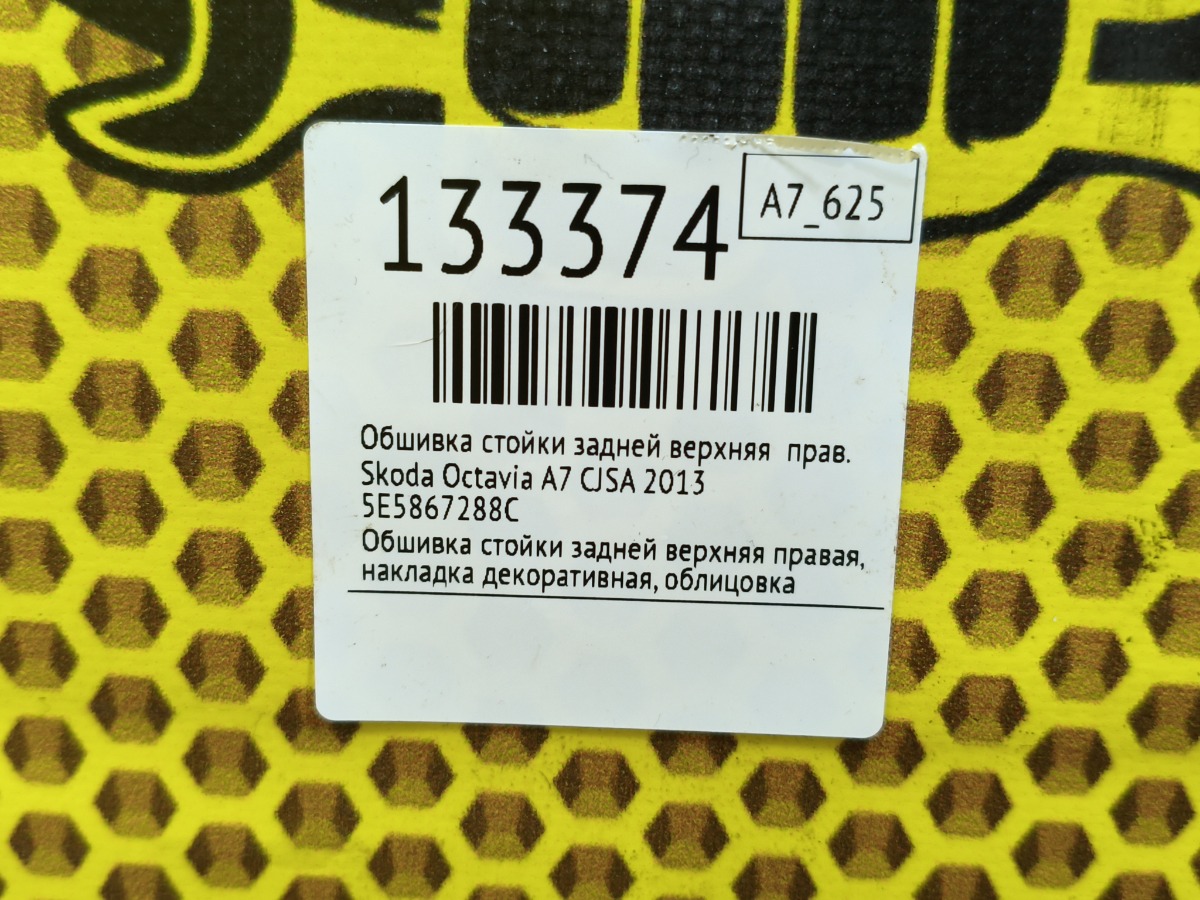 133374
A7_625
Обшивка стойки задней верхняя прав.
Skoda Octavia A7 CJSA 2013
5E5867288C
Обшивка стойки задней верхняя правая,
накладка декоративная, облицовка